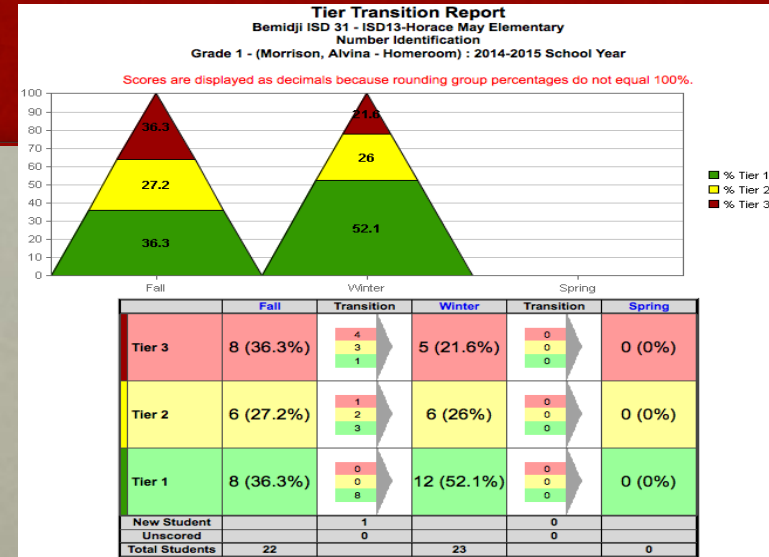 Tier Transition Report
Bemidji ISD 31 - ISD13-Horace May Elementary
Number Identification
Grade 1 - (Morrison, Alvina - Homeroom) : 2014-2015 School Year
Scores are displayed as decimals because rounding group percentages do not equal 100%.
100
90
80
70
60
50
40
30
20
10
0
36.3
27.2
36.3
21.6
26
52.1
Fall
Winter
Spring
% Tier 1
% Tier 2
% Tier 3
Fall Transition Winter Transition Spring
Tier 3 8 (36.3%) 4 3 1 5 (21.6%) 0 0 0 0 (0%)
Tier 2 6 (27.2%) 1 2 3 6 (26%) 0 0 0 0 (0%)
Tier 1 8 (36.3%) 0 0 8 12 (52.1%) 0 0 0 0 (0%)
New Student 1 0
Unscored 0 0
Total Students 22 23 0